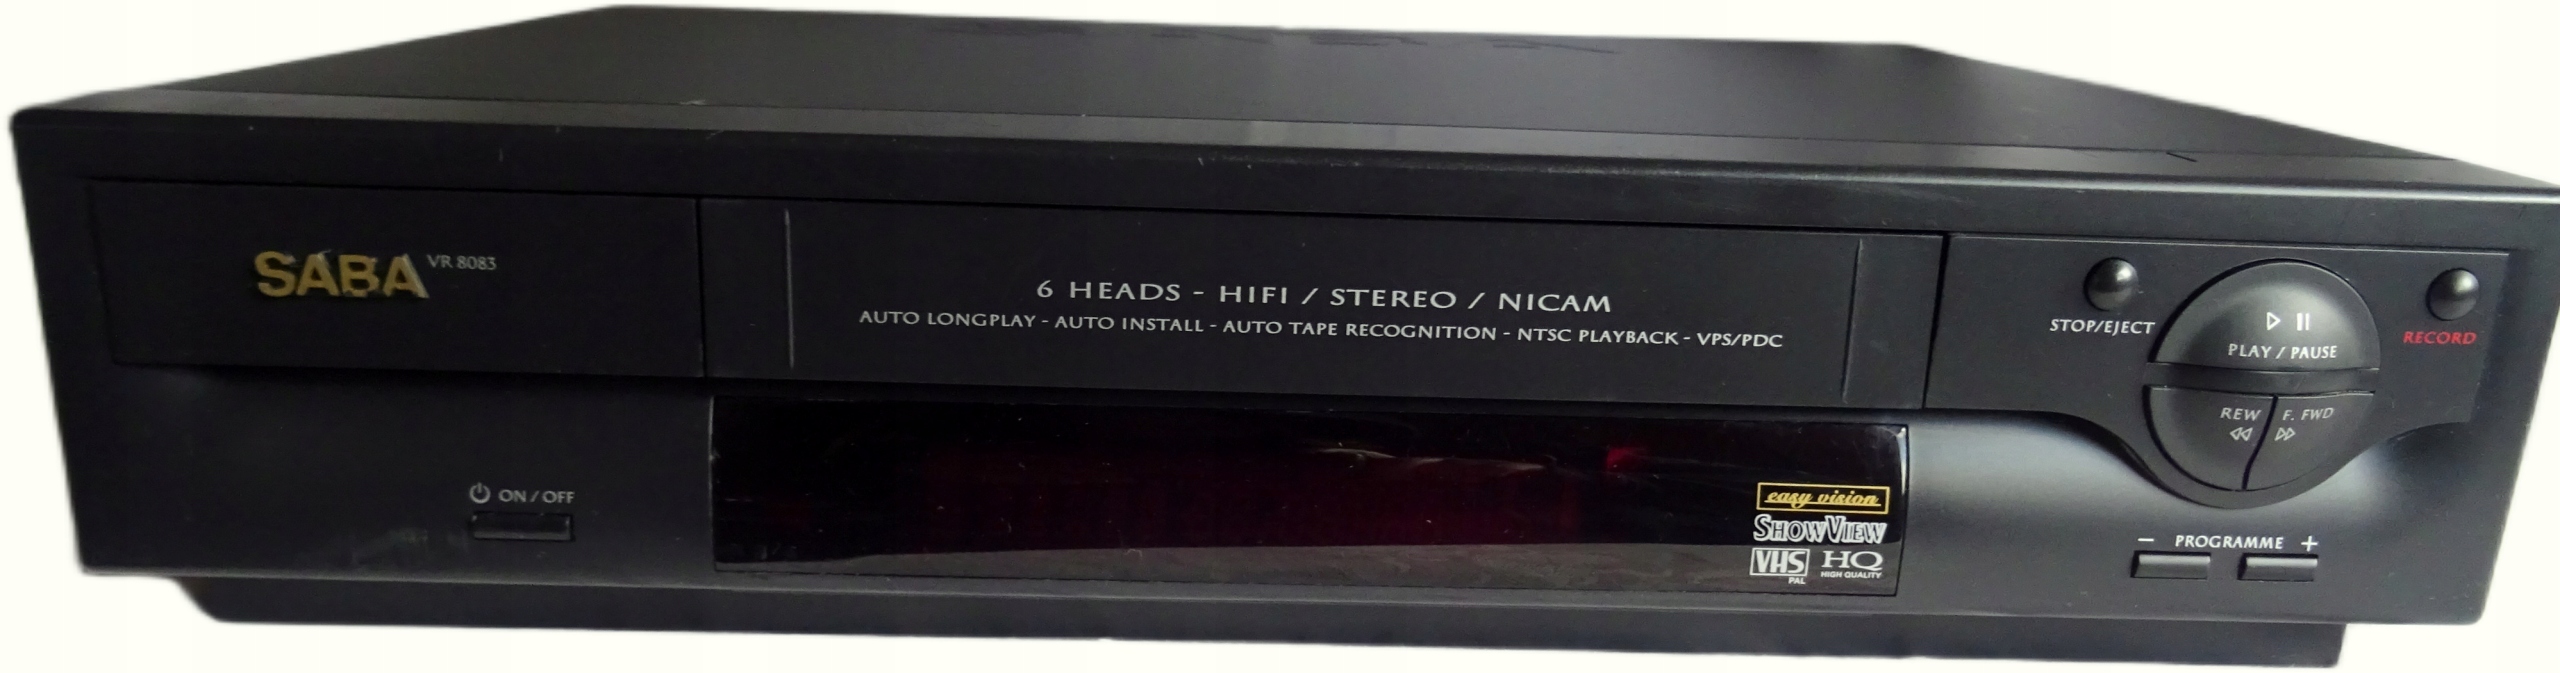 SABA VR 8083
6 HEADS - HIFI / STEREO / NICAM
AUTO LONGPLAY - AUTO INSTALL - AUTO TAPE RECOGNITION - NTSC PLAYBACK - VPS/PDC
STOP/EJECT
PLAY / PAUSE
RECORD
REW
F. FWD
ON / OFF
easy vision
SHOWVIEW
VHS
PAL
HQ
HIGH QUALITY
- PROGRAMME +